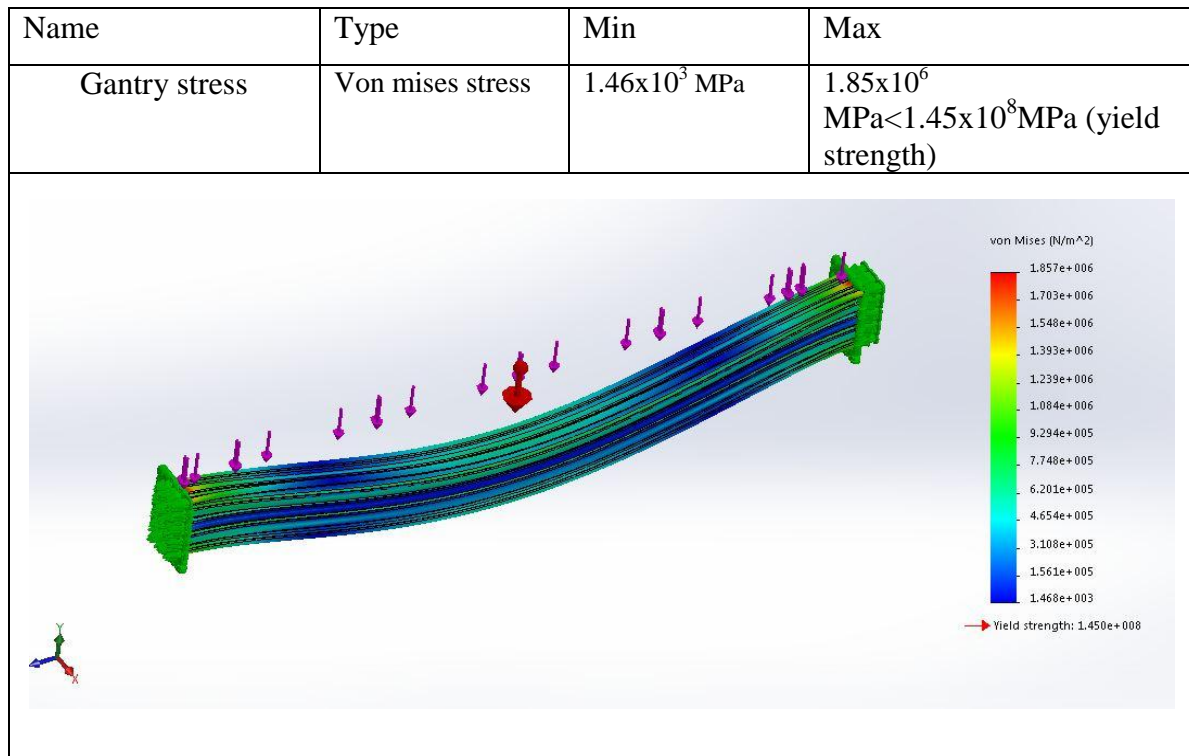 Name Type Min Max
Gantry stress Von mises stress 1.46x10³ MPa 1.85x10⁶
MPa<1.45x10⁸MPa (yield
strength)
von Mises (N/m^2)
1.857e+006
1.703e+006
1.548e+006
1.393e+006
1.239e+006
1.084e+006
9.294e+005
7.748e+005
6.201e+005
4.654e+005
3.108e+005
1.561e+005
1.468e+003
Yield strength: 1.450e+008
Y
X